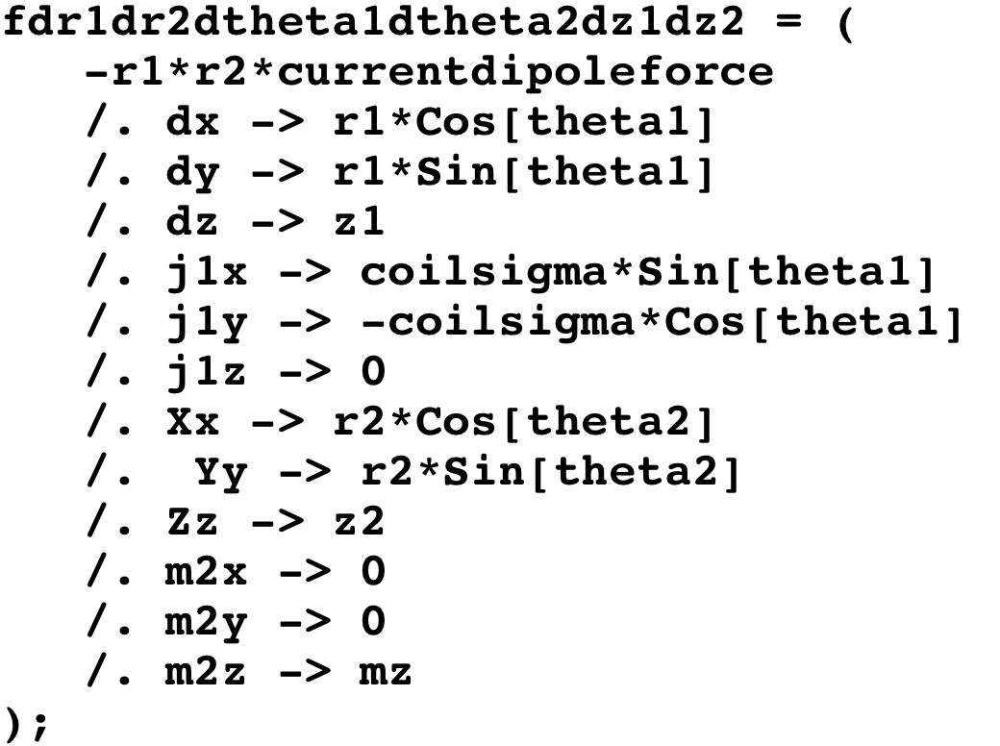 fdr1dr2dtheta1dtheta2dz1dz2 = (
   -r1*r2*currentdipoleforce
   /. dx -> r1*Cos[theta1]
   /. dy -> r1*Sin[theta1]
   /. dz -> z1
   /. j1x -> coilsigma*Sin[theta1]
   /. j1y -> -coilsigma*Cos[theta1]
   /. j1z -> 0
   /. Xx -> r2*Cos[theta2]
   /.  Yy -> r2*Sin[theta2]
   /. Zz -> z2
   /. m2x -> 0
   /. m2y -> 0
   /. m2z -> mz
);